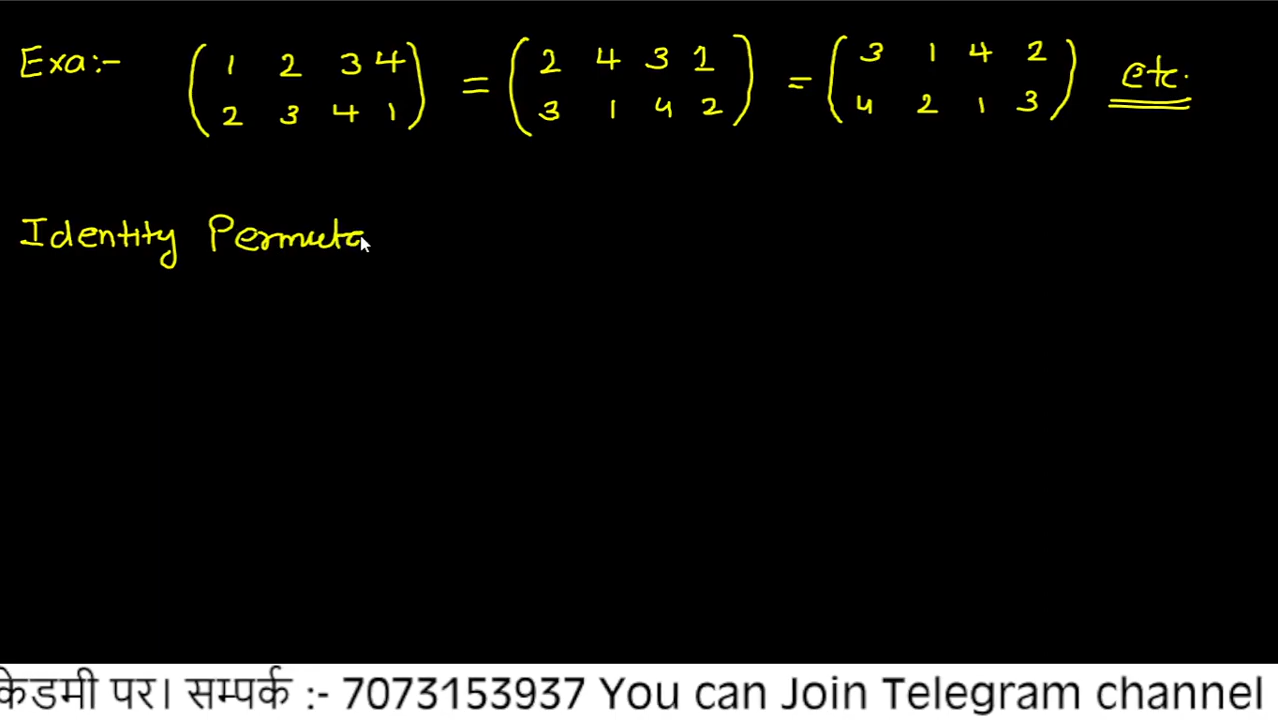 Exa:- ( 1 2 3 4 ) = ( 2 4 3 1 ) = ( 3 1 4 2 ) etc.
( 2 3 4 1 ) ( 3 1 4 2 ) ( 4 2 1 3 )
Identity Permuta
केडमी पर। सम्पर्क :- 7073153937 You can Join Telegram channel